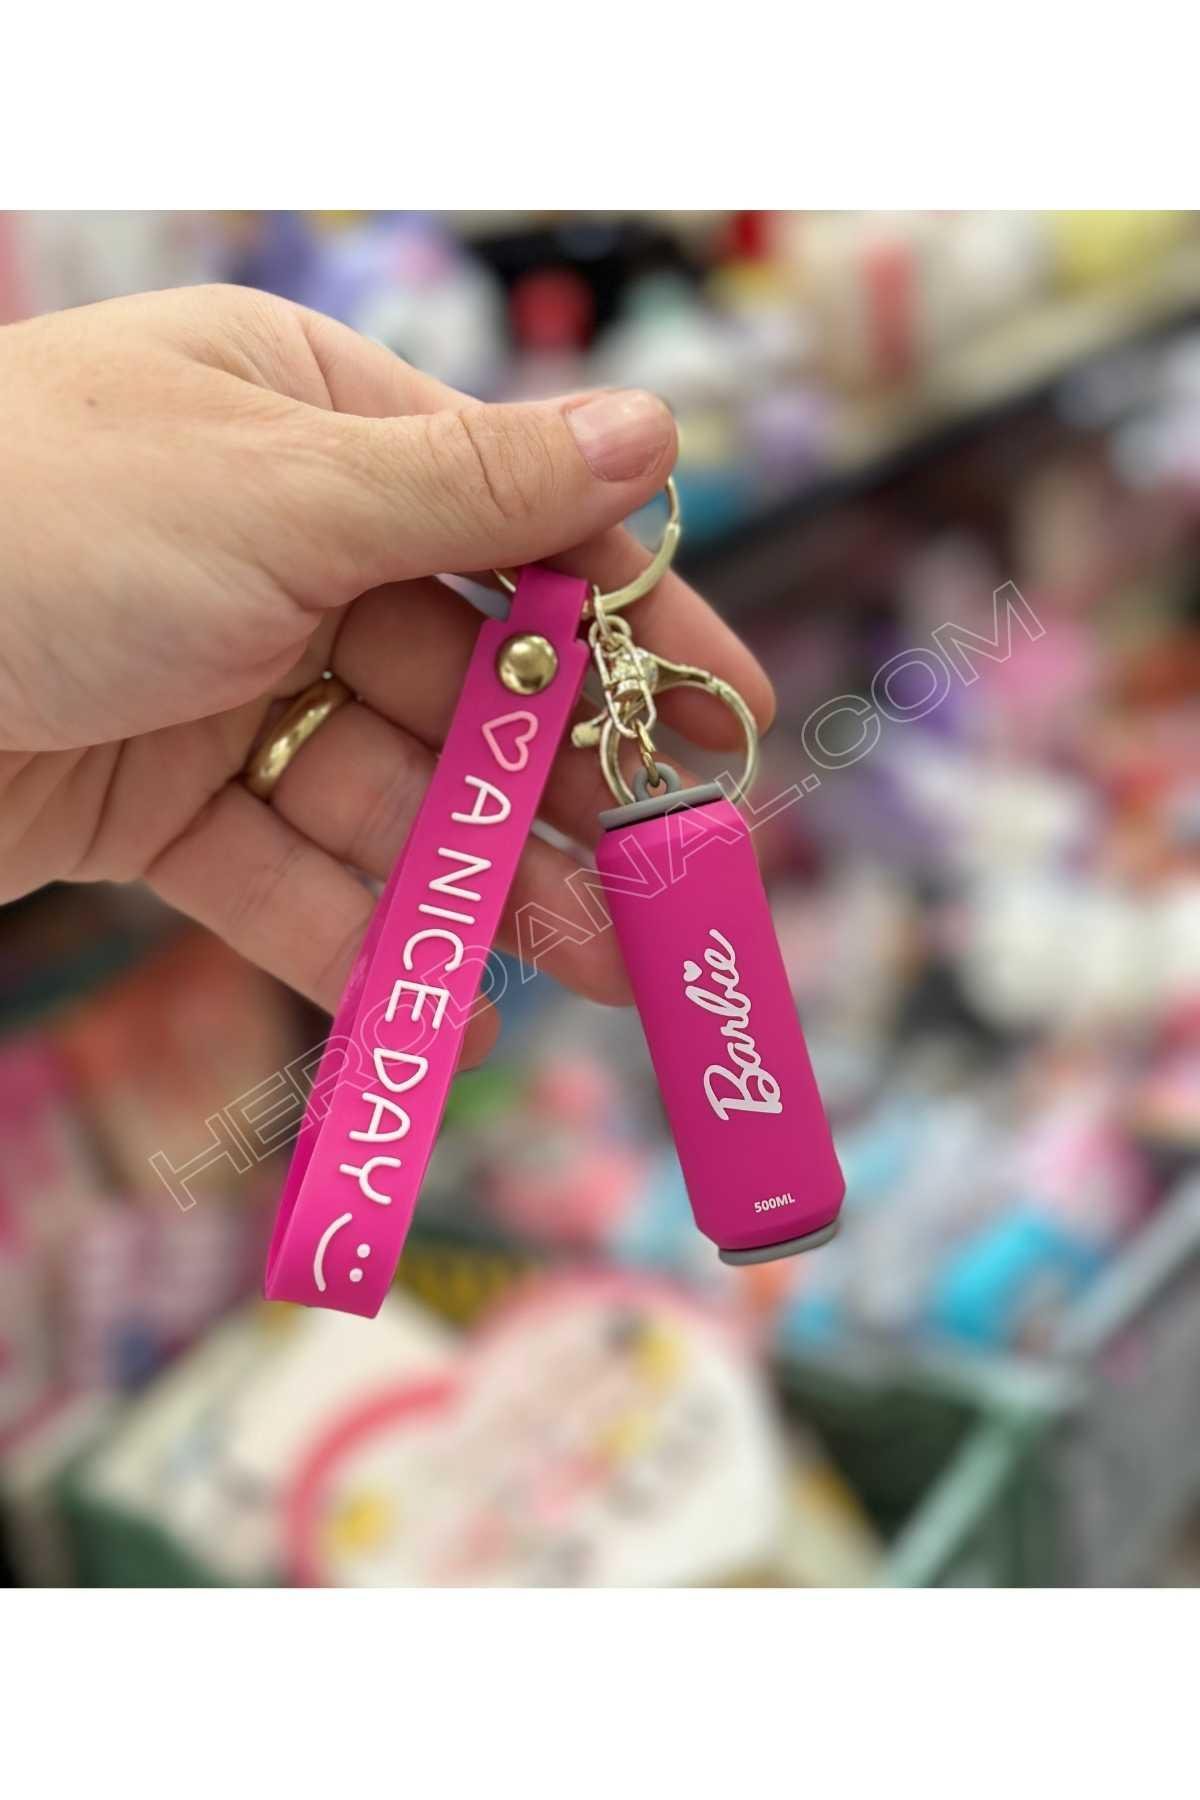 ♡ A NICE DAY :)
Barbie
500ML
HERODANAL.COM